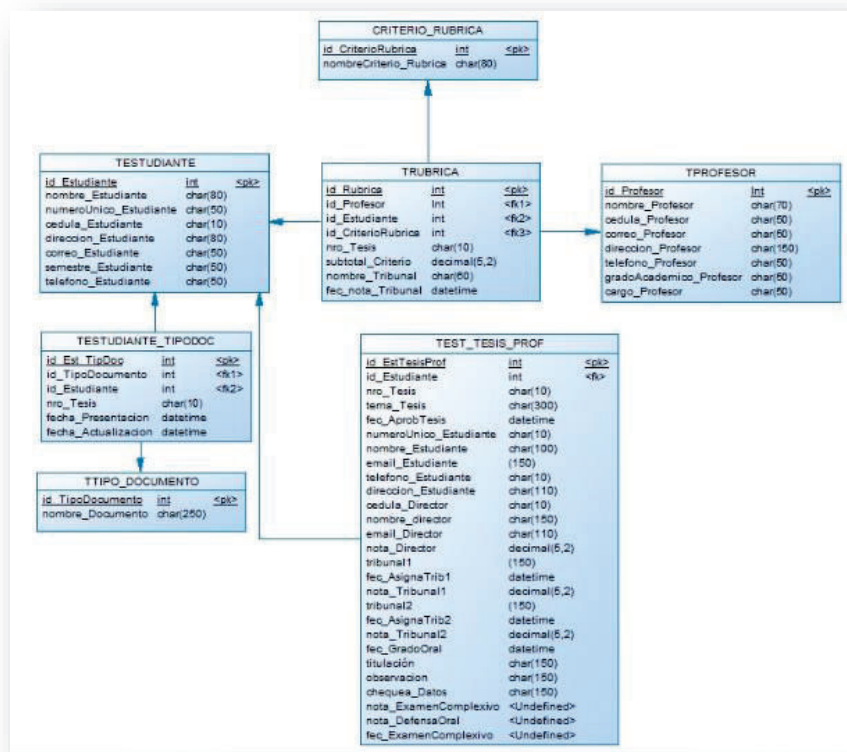 CRITERIO_RUBRICA
id_CriterioRubrica int <pk>
nombreCriterio_Rubrica char(80)
TESTUDIANTE
id_Estudiante int <pk>
nombre_Estudiante char(80)
numeroUnico_Estudiante char(50)
cedula_Estudiante char(10)
direccion_Estudiante char(80)
correo_Estudiante char(50)
semestre_Estudiante char(50)
telefono_Estudiante char(50)
TRUBRICA
id_Rubrica int <pk>
id_Profesor int <fk1>
id_Estudiante int <fk2>
id_CriterioRubrica int <fk3>
nro_Tesis char(10)
subtotal_Criterio decimal(5,2)
nombre_Tribunal char(60)
fec_nota_Tribunal datetime
TPROFESOR
id_Profesor int <pk>
nombre_Profesor char(70)
cedula_Profesor char(50)
correo_Profesor char(50)
direccion_Profesor char(150)
telefono_Profesor char(50)
gradoAcademico_Profesor char(50)
cargo_Profesor char(50)
TESTUDIANTE_TIPODOC
id_Est_TipDoc int <pk>
id_TipoDocumento int <fk1>
id_Estudiante int <fk2>
nro_Tesis char(10)
fecha_Presentacion datetime
fecha_Actualizacion datetime
TTIPO_DOCUMENTO
id_TipoDocumento int <pk>
nombre_Documento char(250)
TEST_TESIS_PROF
id_EstTesisProf int <pk>
id_Estudiante int <fk>
nro_Tesis char(10)
tema_Tesis char(300)
fec_AprobTesis datetime
numeroUnico_Estudiante char(10)
nombre_Estudiante char(100)
email_Estudiante (150)
telefono_Estudiante char(10)
direccion_Estudiante char(110)
cedula_Director char(10)
nombre_director char(150)
email_Director char(110)
nota_Director decimal(5,2)
tribunal1 (150)
fec_AsignaTrib1 datetime
nota_Tribunal1 decimal(5,2)
tribunal2 (150)
fec_AsignaTrib2 datetime
nota_Tribunal2 decimal(5,2)
fec_GradoOral datetime
titulación char(150)
observacion char(150)
chequea_Datos char(150)
nota_ExamenComplexivo <Undefined>
nota_DefensaOral <Undefined>
fec_ExamenComplexivo <Undefined>